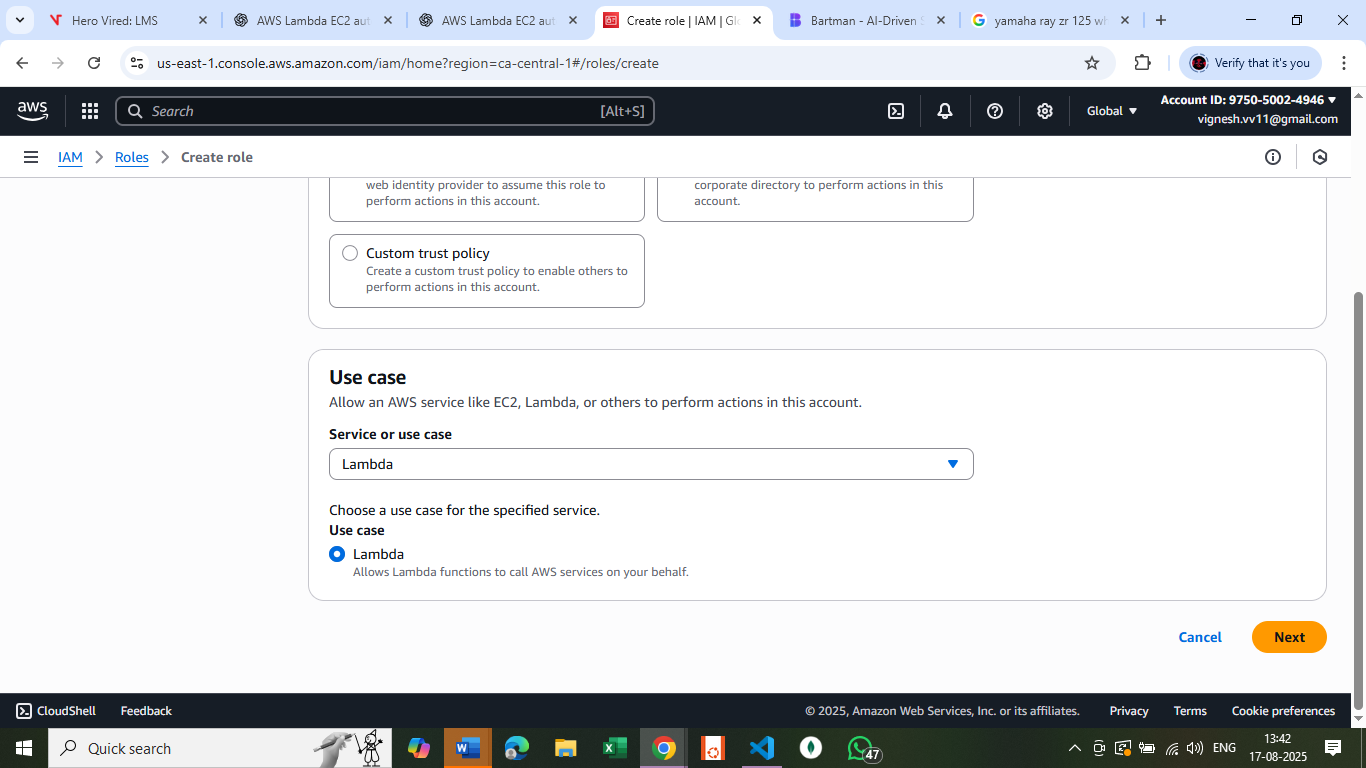 Hero Vired: LMS
AWS Lambda EC2 aut
AWS Lambda EC2 aut
Create role | IAM | Gl
Bartman - AI-Driven S
yamaha ray zr 125 wh
us-east-1.console.aws.amazon.com/iam/home?region=ca-central-1#/roles/create
Verify that it's you
aws
Search
[Alt+S]
Global
Account ID: 9750-5002-4946
vignesh.vv11@gmail.com
IAM
Roles
Create role
web identity provider to assume this role to
perform actions in this account.
corporate directory to perform actions in this
account.
Custom trust policy
Create a custom trust policy to enable others to
perform actions in this account.
Use case
Allow an AWS service like EC2, Lambda, or others to perform actions in this account.
Service or use case
Lambda
Choose a use case for the specified service.
Use case
Lambda
Allows Lambda functions to call AWS services on your behalf.
Cancel
Next
CloudShell
Feedback
© 2025, Amazon Web Services, Inc. or its affiliates.
Privacy
Terms
Cookie preferences
Quick search
47
ENG
13:42
17-08-2025